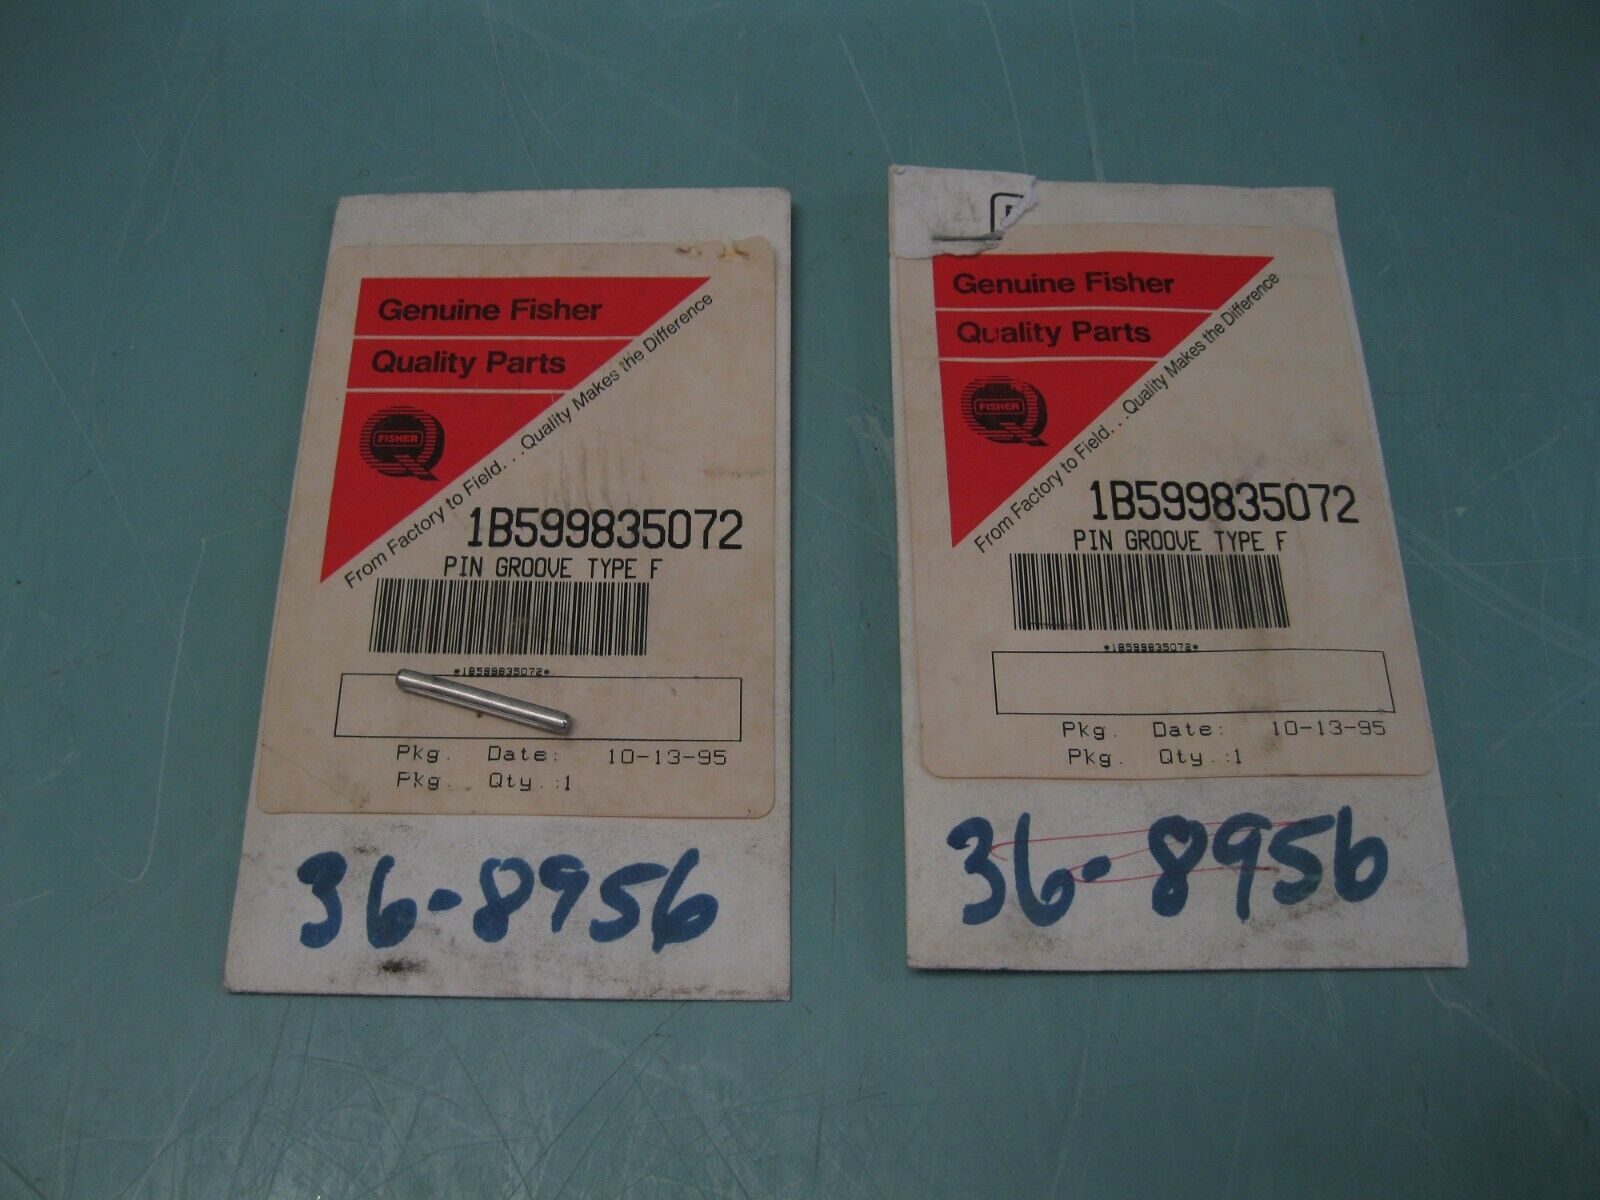 Genuine Fisher
Quality Parts
FISHER
From Factory to Field. . .Quality Makes the Difference
1B599835072
PIN GROOVE TYPE F
*1B599835072*
Pkg. Date: 10-13-95
Pkg. Qty.:1
36-8956
Genuine Fisher
Quality Parts
FISHER
From Factory to Field. . .Quality Makes the Difference
1B599835072
PIN GROOVE TYPE F
*1B599835072*
Pkg. Date: 10-13-95
Pkg. Qty.:1
36-8956